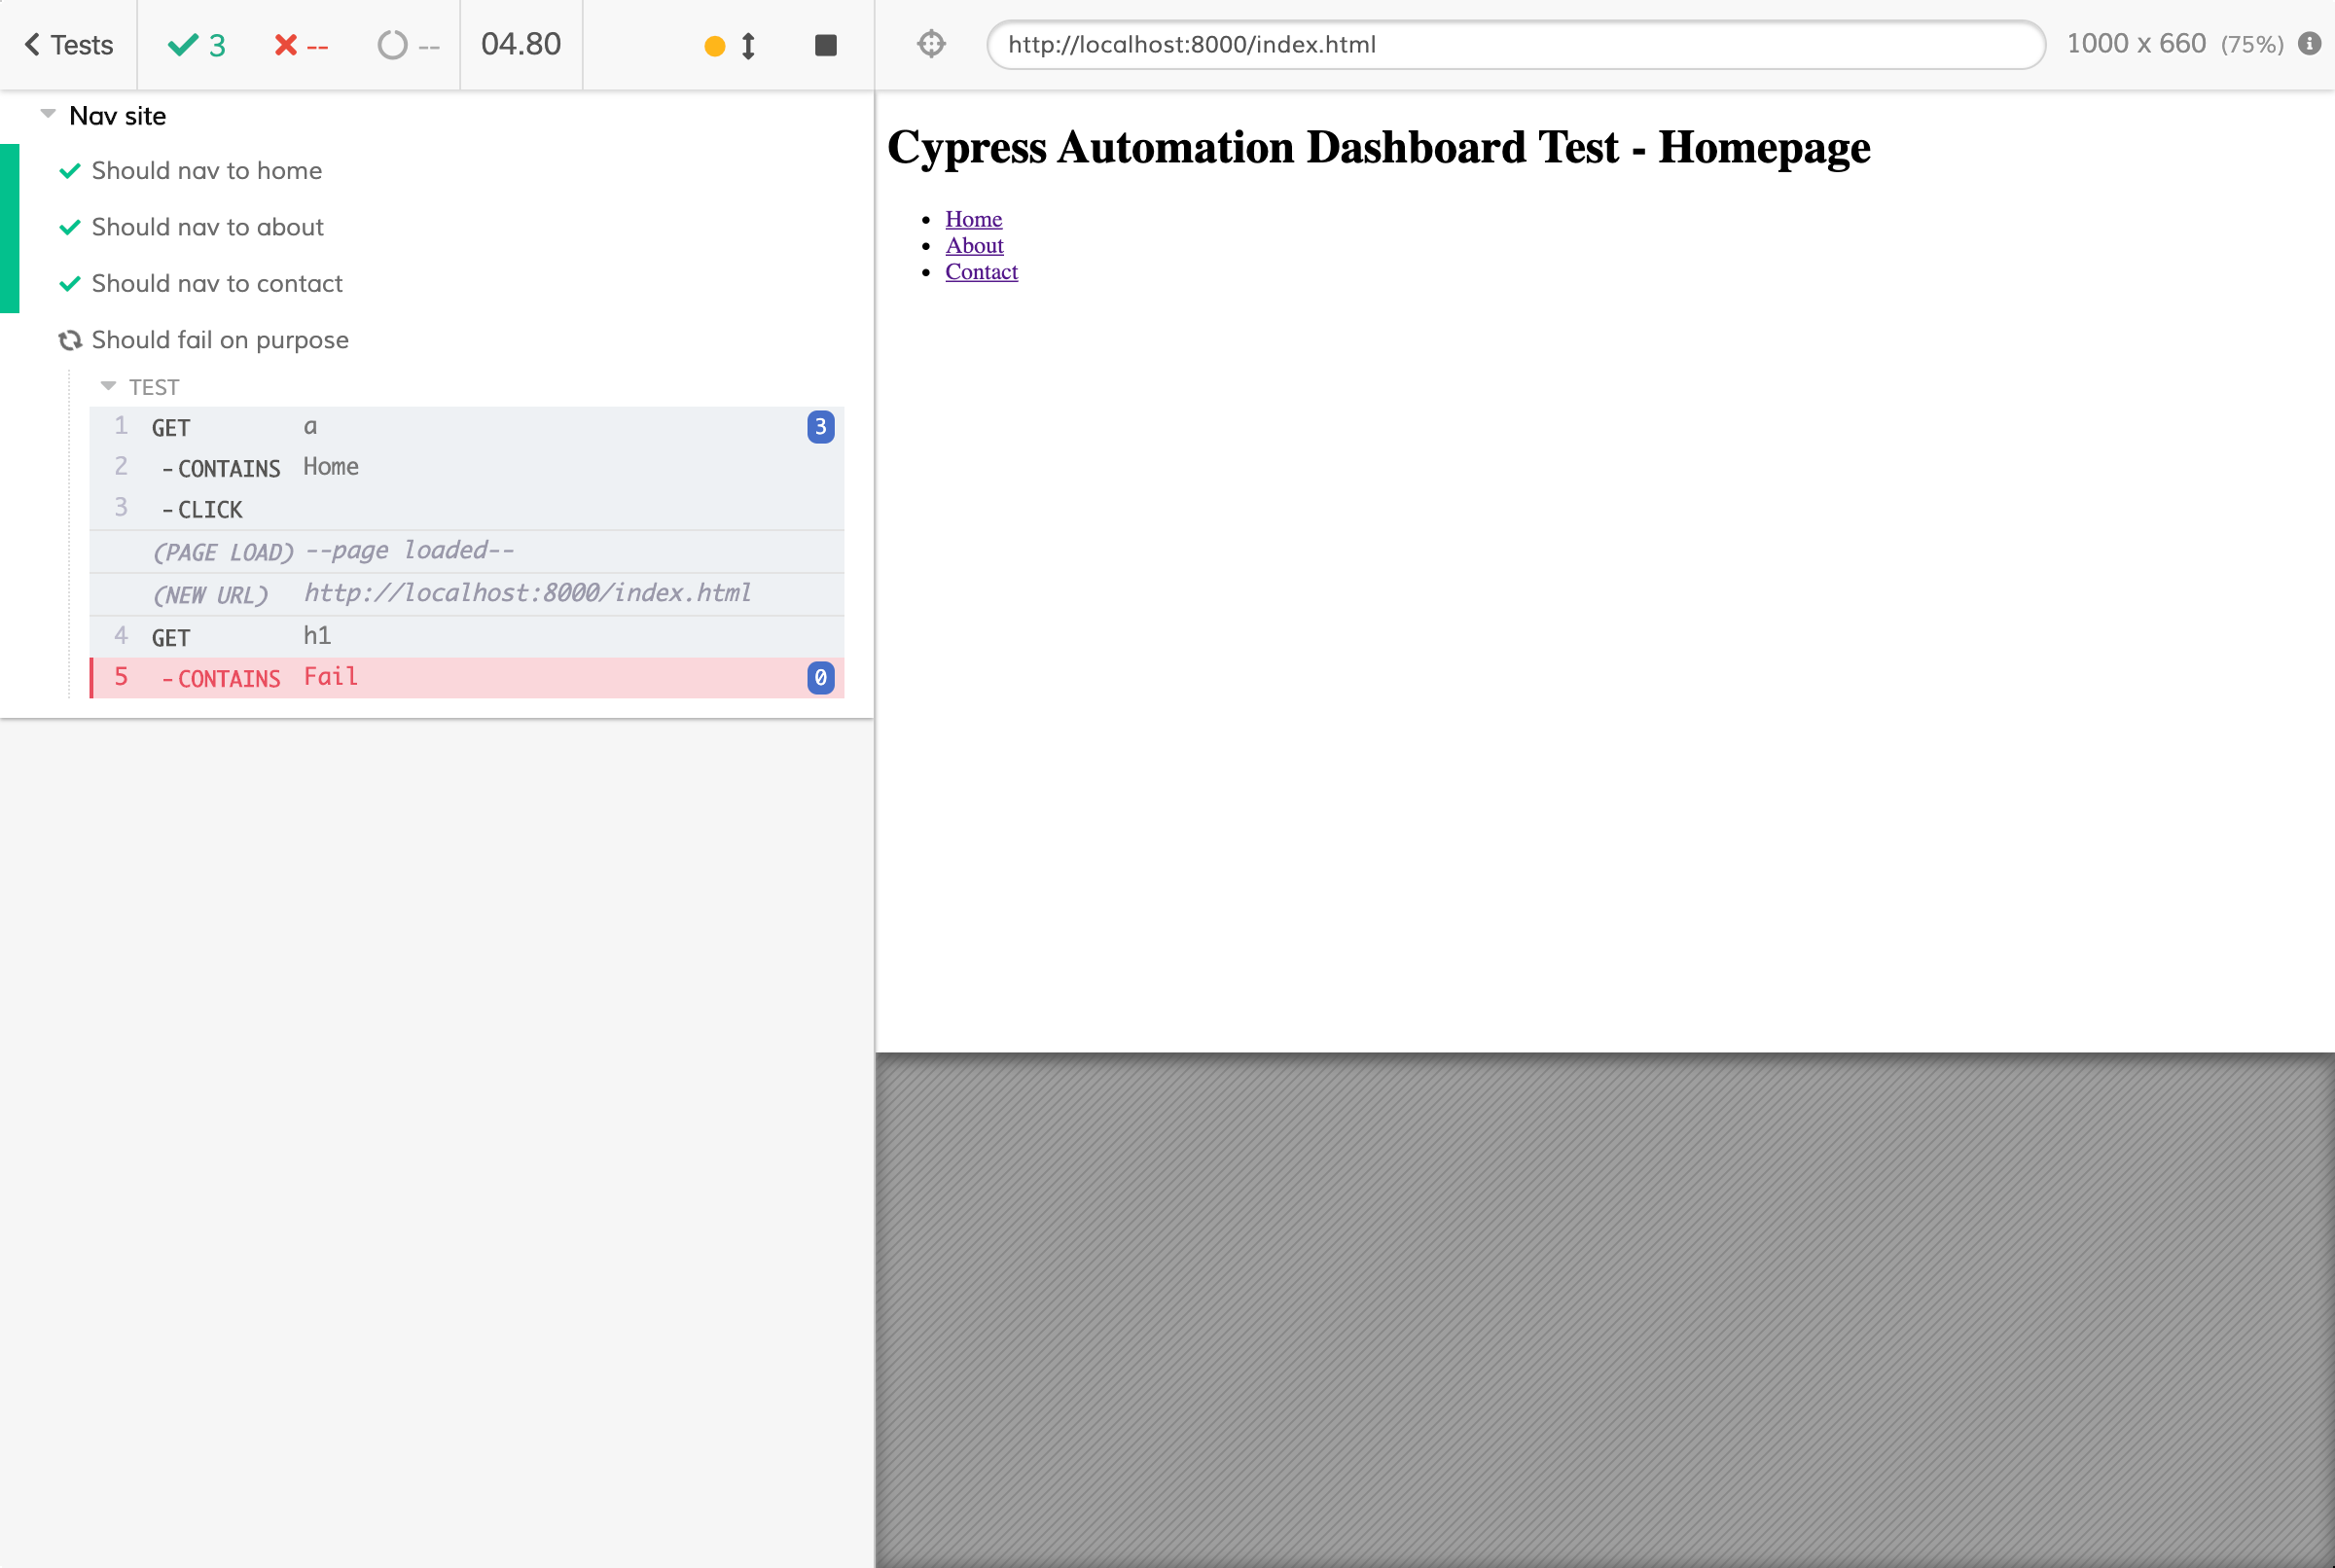 Tests
3
--
--
04.80
http://localhost:8000/index.html
1000 x 660 (75%)
Nav site
Should nav to home
Should nav to about
Should nav to contact
Should fail on purpose
TEST
1 GET a 3
2 -CONTAINS Home
3 -CLICK
(PAGE LOAD) --page loaded--
(NEW URL) http://localhost:8000/index.html
4 GET h1
5 -CONTAINS Fail 0
Cypress Automation Dashboard Test - Homepage
Home
About
Contact